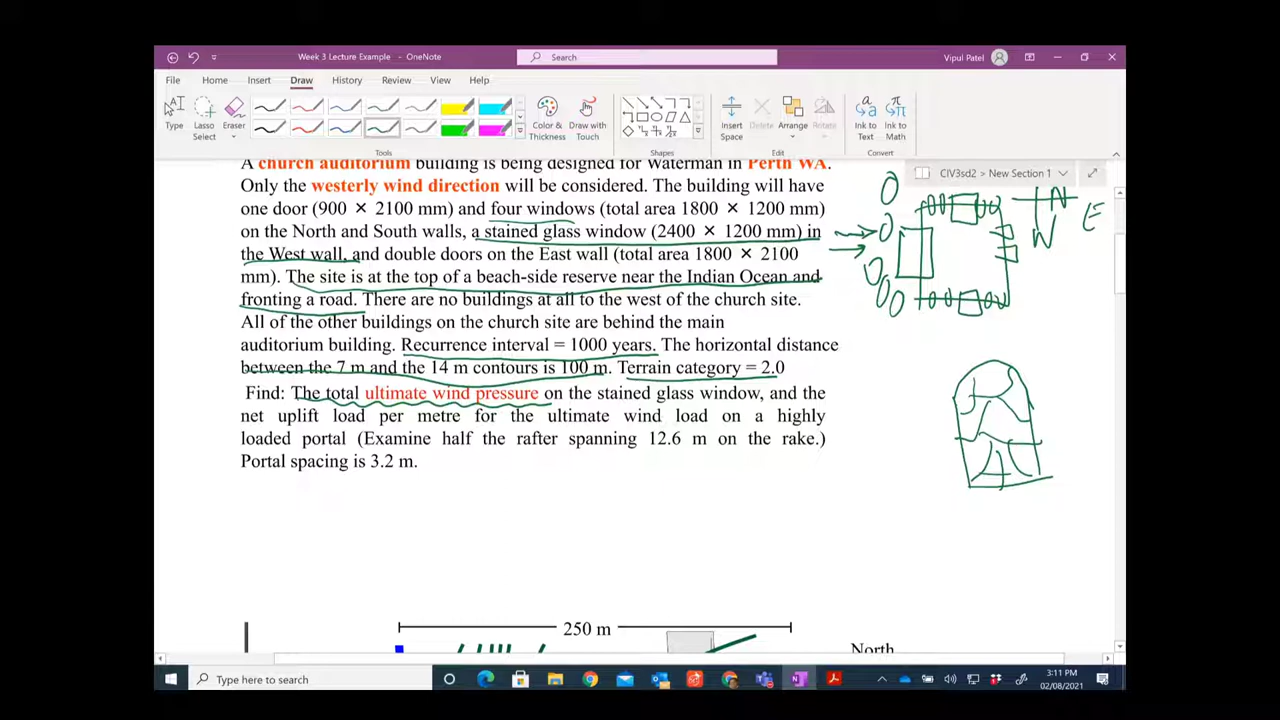 Week 3 Lecture Example - OneNote
Search
Vipul Patel
File Home Insert Draw History Review View Help
Type
Lasso Select
Eraser
Color & Thickness
Draw with Touch
Insert Space
Delete
Arrange
Rotate
Ink to Text
Ink to Math
Tools
Shapes
Edit
Convert
CIV3sd2 > New Section 1
A church auditorium building is being designed for Waterman in Perth WA.
Only the westerly wind direction will be considered. The building will have
one door (900 × 2100 mm) and four windows (total area 1800 × 1200 mm)
on the North and South walls, a stained glass window (2400 × 1200 mm) in
the West wall, and double doors on the East wall (total area 1800 × 2100
mm). The site is at the top of a beach-side reserve near the Indian Ocean and
fronting a road. There are no buildings at all to the west of the church site.
All of the other buildings on the church site are behind the main
auditorium building. Recurrence interval = 1000 years. The horizontal distance
between the 7 m and the 14 m contours is 100 m. Terrain category = 2.0
Find: The total ultimate wind pressure on the stained glass window, and the
net uplift load per metre for the ultimate wind load on a highly
loaded portal (Examine half the rafter spanning 12.6 m on the rake.)
Portal spacing is 3.2 m.
N
E
W
250 m
North
Type here to search
3:11 PM
02/08/2021